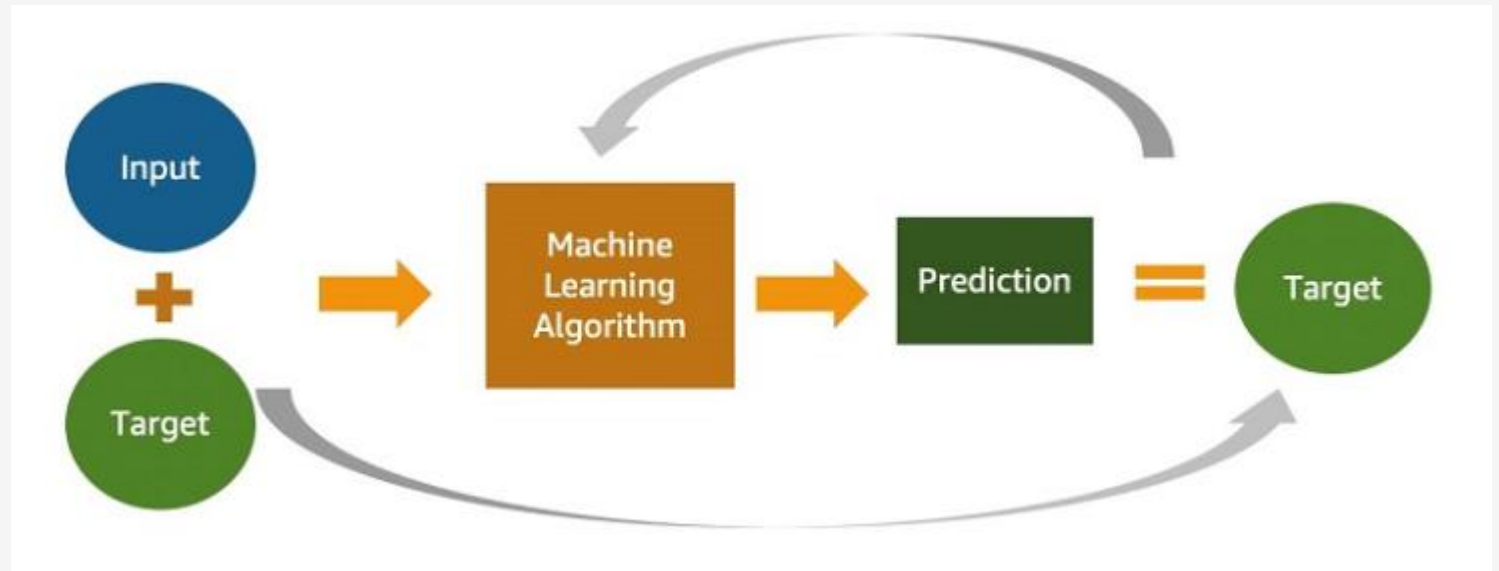 Input
Target
Machine
Learning
Algorithm
Prediction
Target